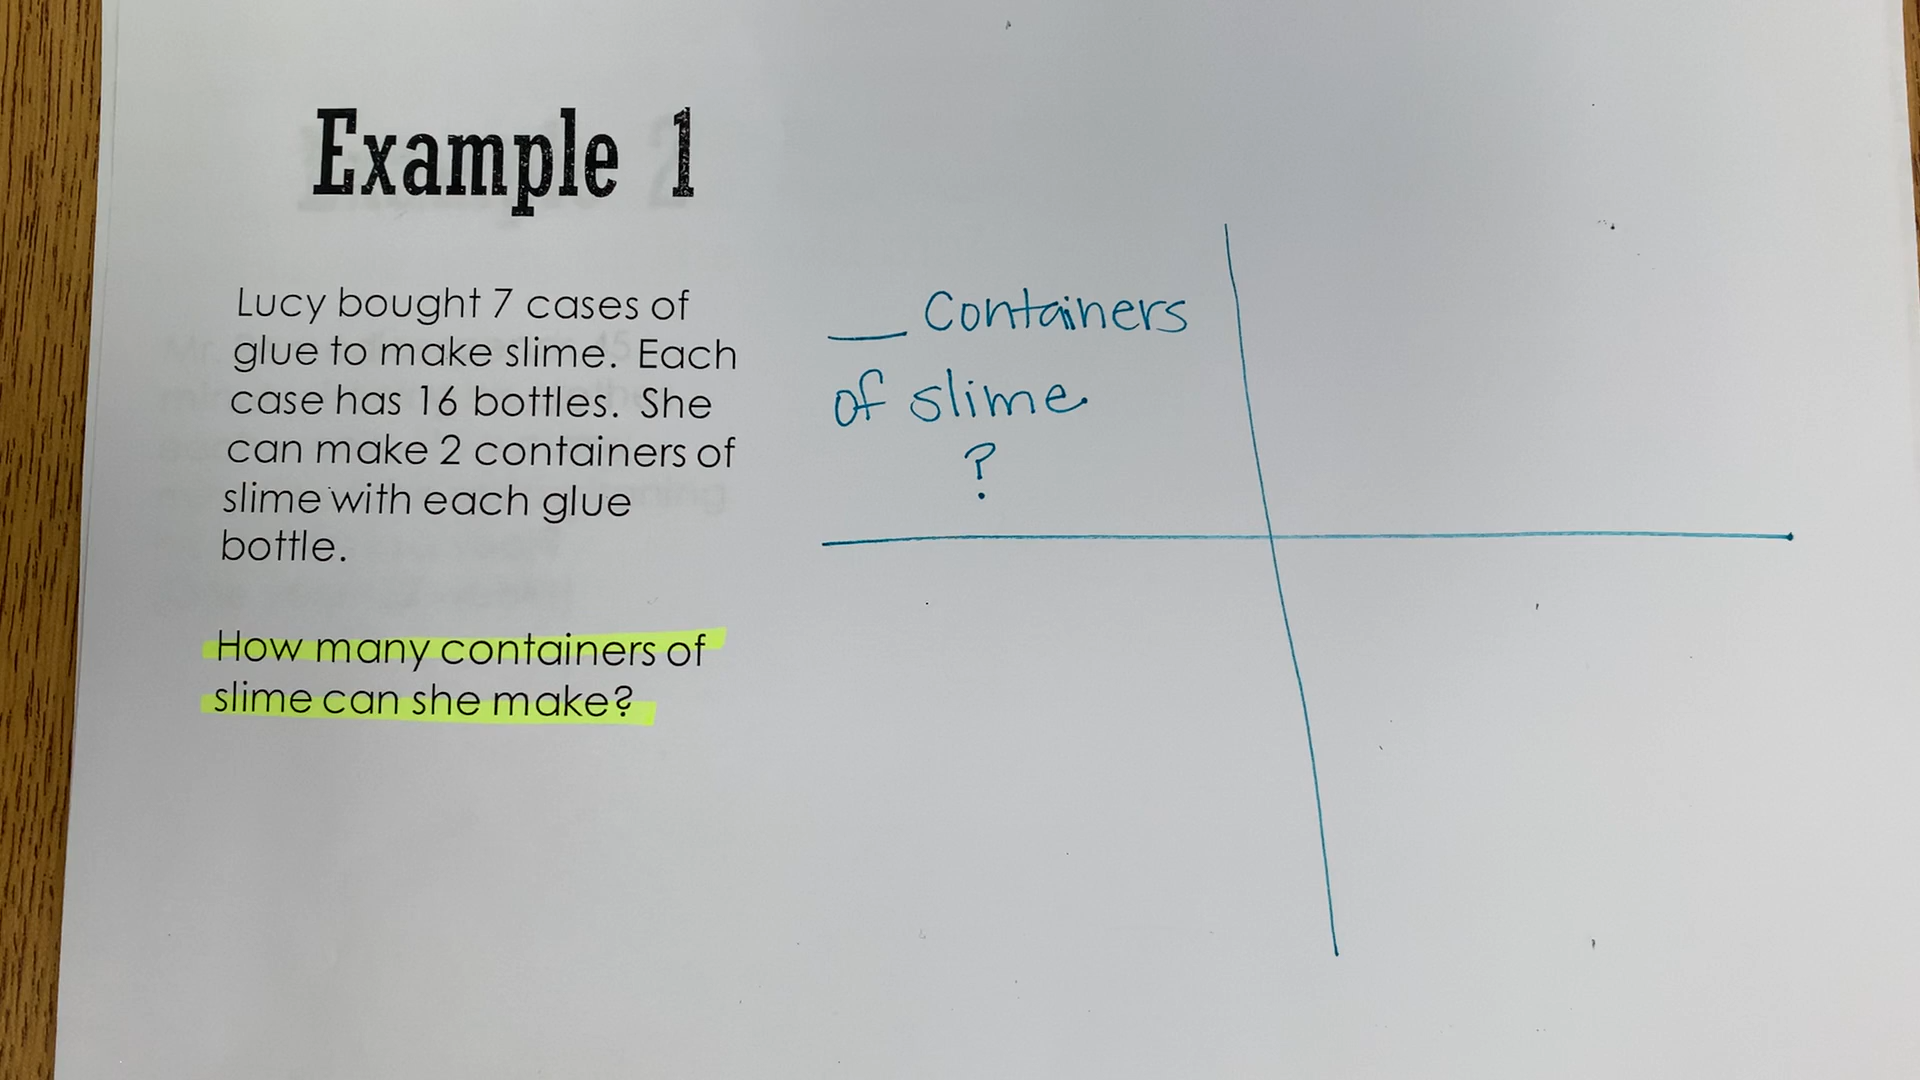 Example 1
Lucy bought 7 cases of
glue to make slime. Each
case has 16 bottles. She
can make 2 containers of
slime with each glue
bottle.
How many containers of
slime can she make?
__ Containers
of slime
?